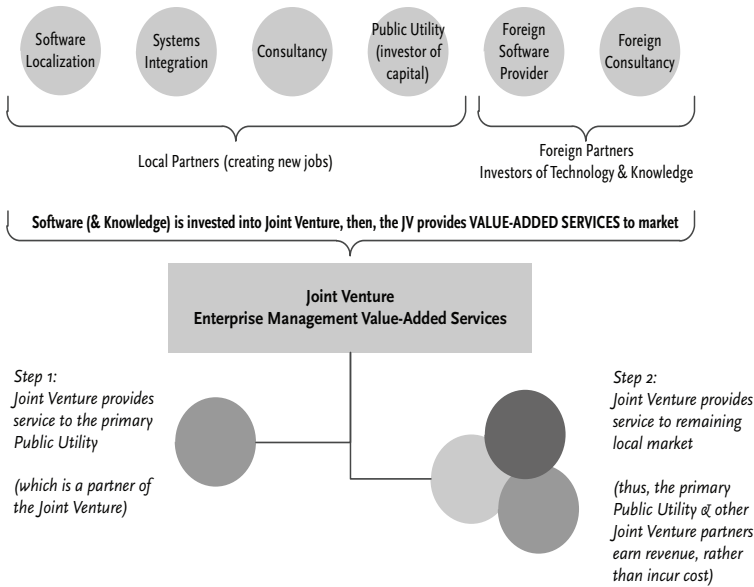 Software
Localization
Systems
Integration
Consultancy
Public Utility
(investor of
capital)
Foreign
Software
Provider
Foreign
Consultancy
Local Partners (creating new jobs)
Foreign Partners
Investors of Technology & Knowledge
Software (& Knowledge) is invested into Joint Venture, then, the JV provides VALUE-ADDED SERVICES to market
Joint Venture
Enterprise Management Value-Added Services
Step 1:
Joint Venture provides
service to the primary
Public Utility
(which is a partner of
the Joint Venture)
Step 2:
Joint Venture provides
service to remaining
local market
(thus, the primary
Public Utility & other
Joint Venture partners
earn revenue, rather
than incur cost)